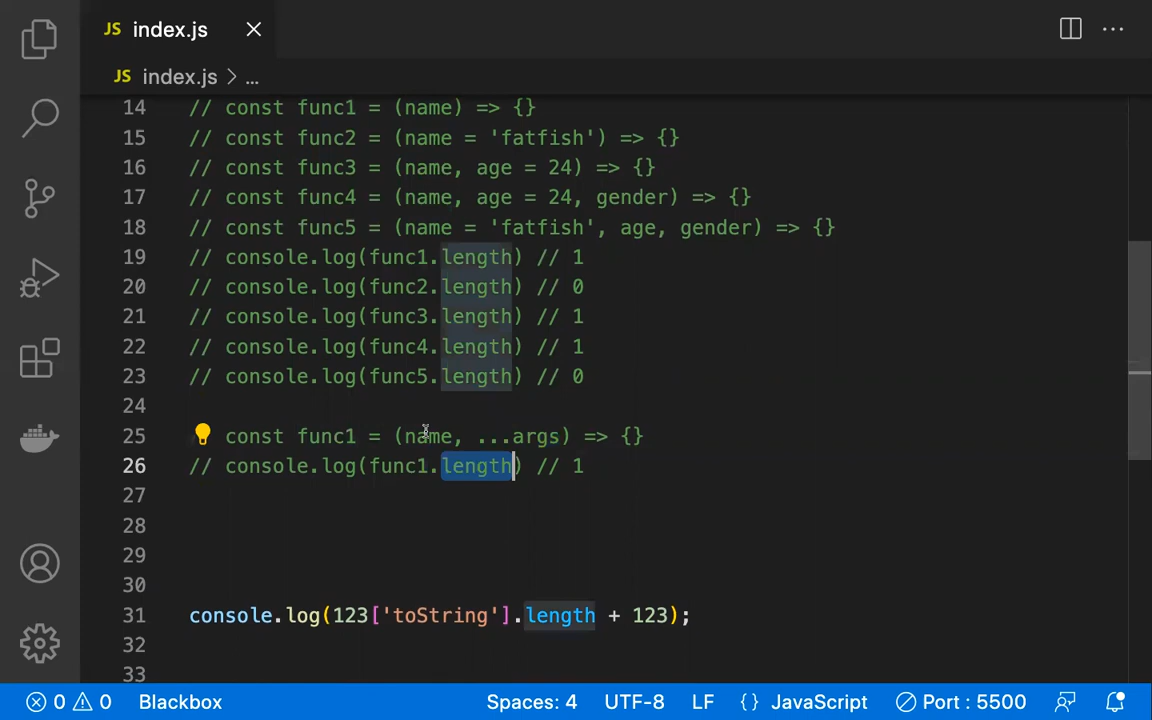 JS index.js
JS index.js > ...
14 // const func1 = (name) => {}
15 // const func2 = (name = 'fatfish') => {}
16 // const func3 = (name, age = 24) => {}
17 // const func4 = (name, age = 24, gender) => {}
18 // const func5 = (name = 'fatfish', age, gender) => {}
19 // console.log(func1.length) // 1
20 // console.log(func2.length) // 0
21 // console.log(func3.length) // 1
22 // console.log(func4.length) // 1
23 // console.log(func5.length) // 0
24
25 const func1 = (name, ...args) => {}
26 // console.log(func1.length) // 1
27
28
29
30
31 console.log(123['toString'].length + 123);
32
33
0 0 Blackbox Spaces: 4 UTF-8 LF {} JavaScript Port : 5500